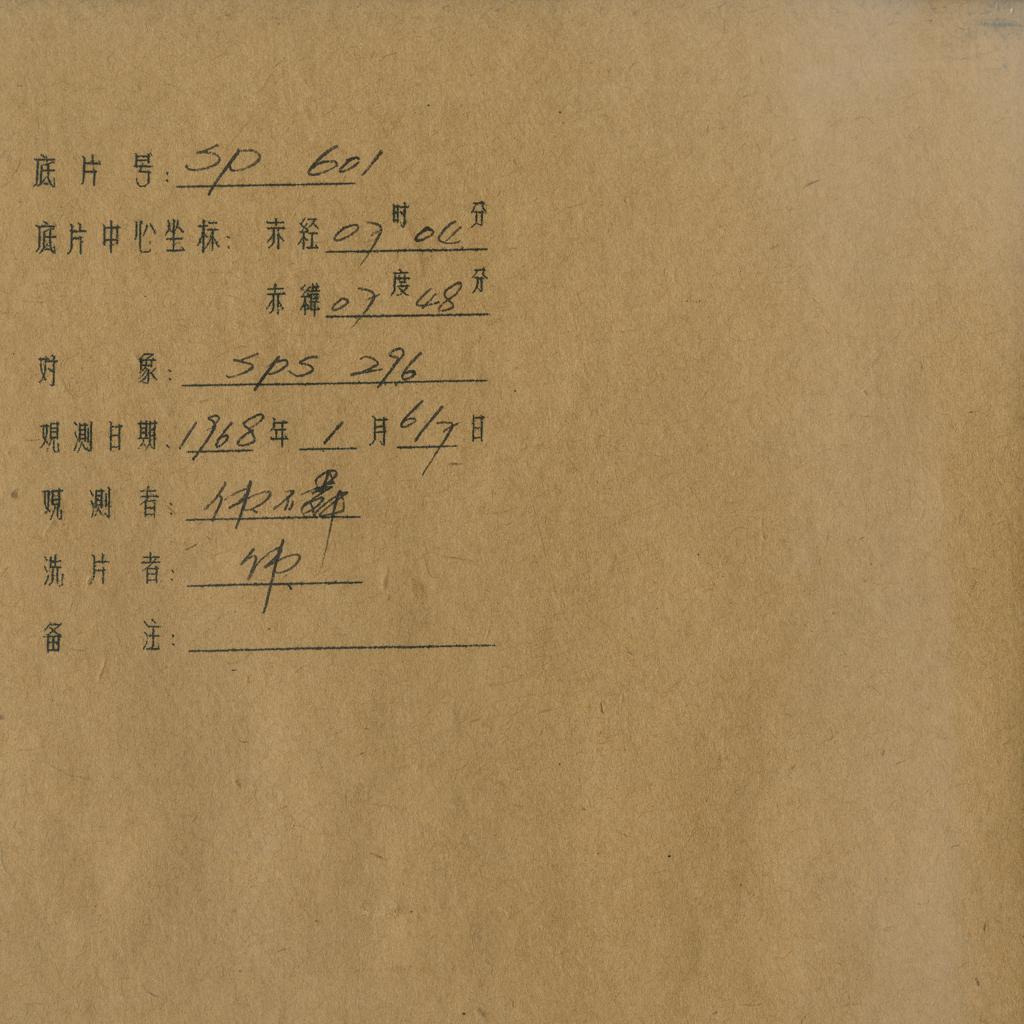 底片号: SP 601
底片中心坐标: 赤经 07时 04分
赤緯 07度 48分
对象: SPS 296
观测日期: 1968年 1月 6/7日
观测者:
洗片者:
备注: